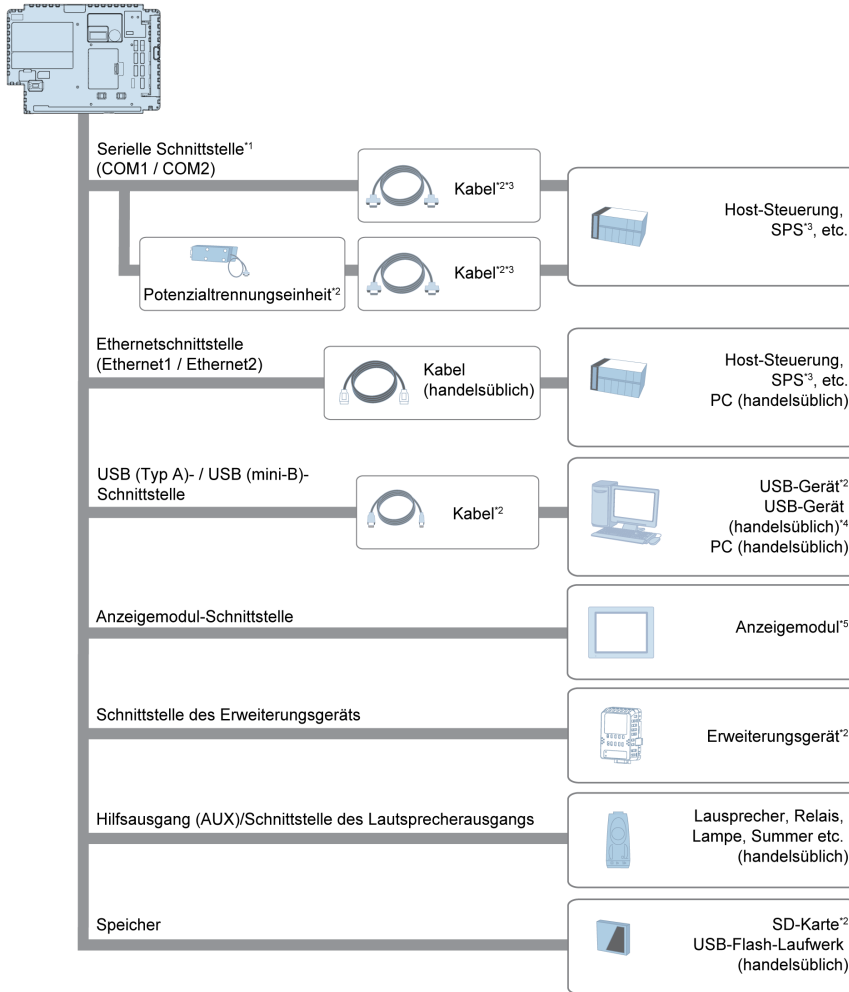 Serielle Schnittstelle*1
(COM1 / COM2)
Kabel*2*3
Host-Steuerung,
SPS*3, etc.
Potenzialtrennungseinheit*2
Kabel*2*3
Ethernetschnittstelle
(Ethernet1 / Ethernet2)
Kabel
(handelsüblich)
Host-Steuerung,
SPS*3, etc.
PC (handelsüblich)
USB (Typ A)- / USB (mini-B)-
Schnittstelle
Kabel*2
USB-Gerät*2
USB-Gerät
(handelsüblich)*4
PC (handelsüblich)
Anzeigemodul-Schnittstelle
Anzeigemodul*5
Schnittstelle des Erweiterungsgeräts
Erweiterungsgerät*2
Hilfsausgang (AUX)/Schnittstelle des Lautsprecherausgangs
Lausprecher, Relais,
Lampe, Summer etc.
(handelsüblich)
Speicher
SD-Karte*2
USB-Flash-Laufwerk
(handelsüblich)